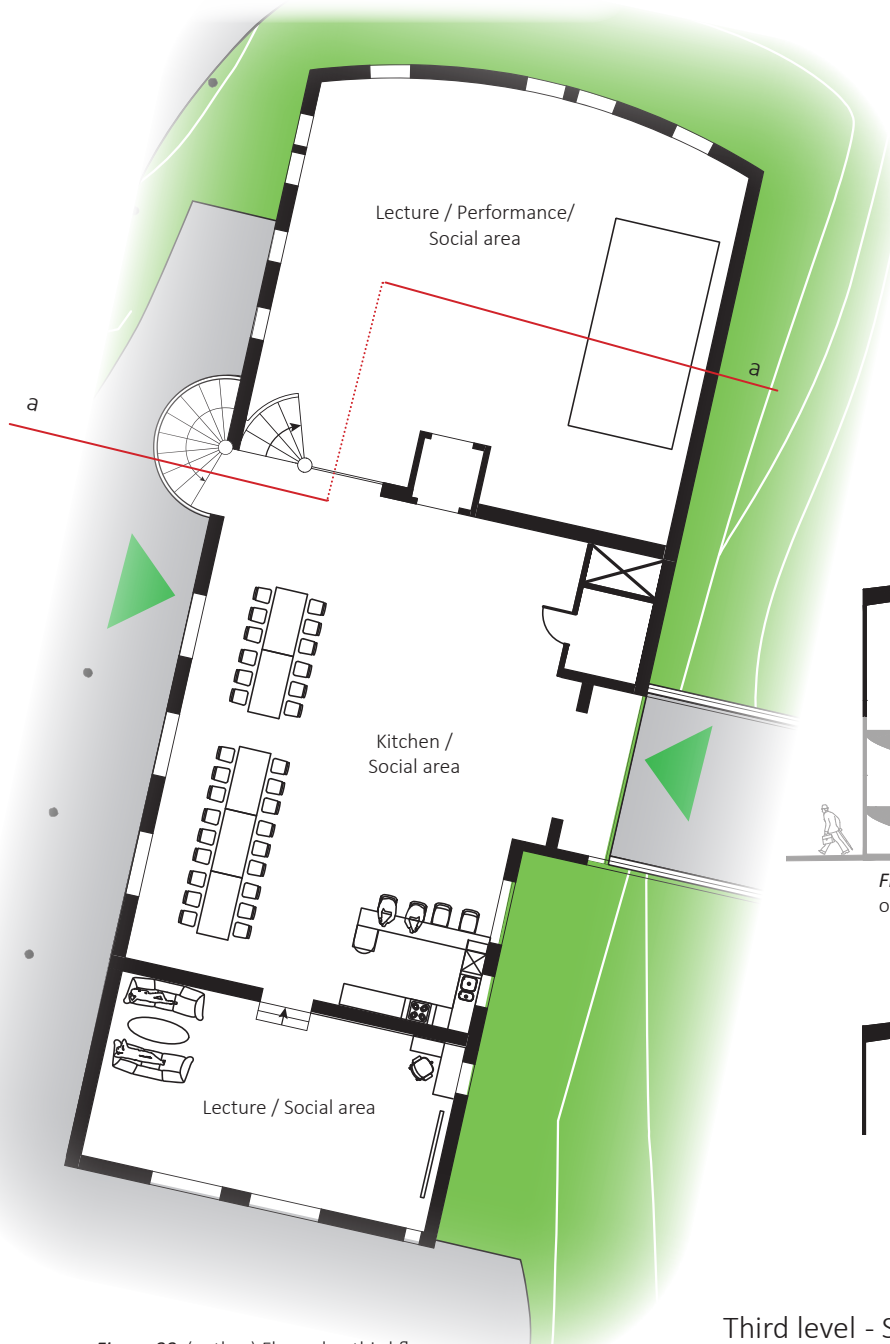 Lecture / Performance/
Social area
a
a
Kitchen /
Social area
Lecture / Social area
Third level -